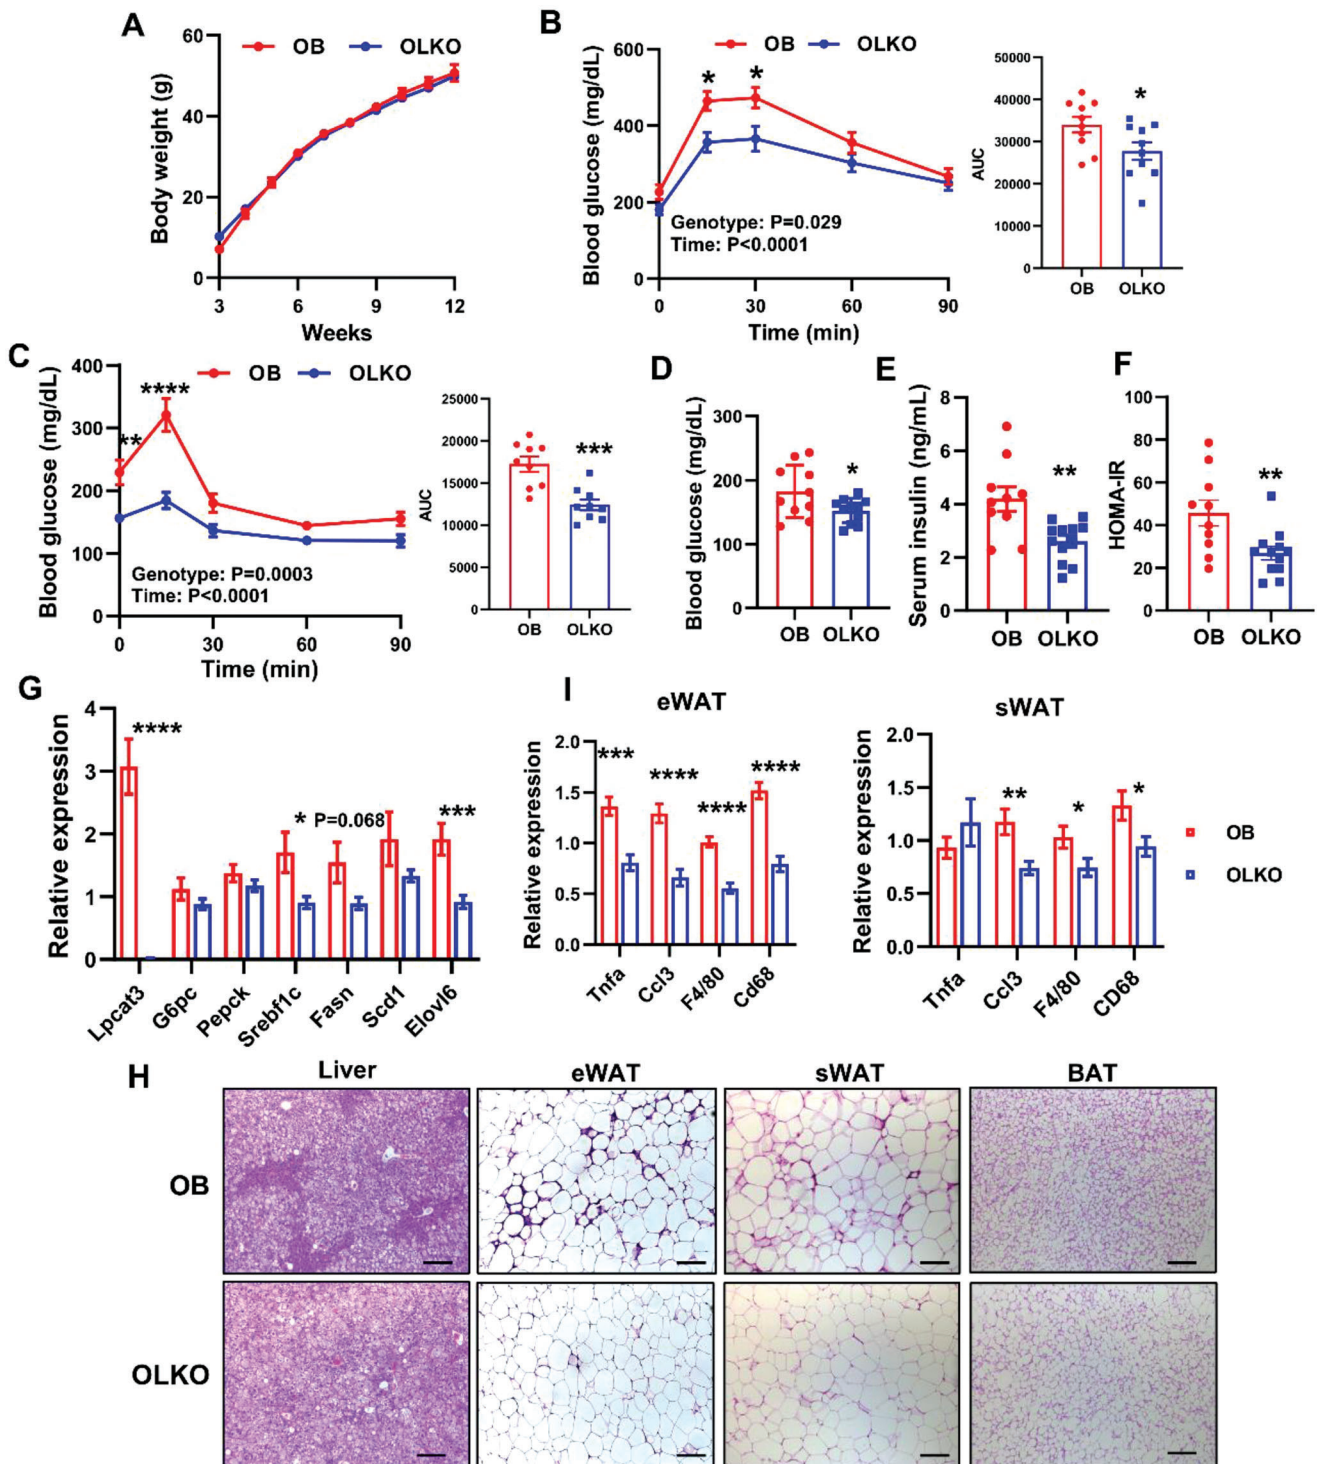 A
OB
OLKO
Body weight (g)
60
40
20
0
3
6
9
12
Weeks
B
OB
OLKO
Blood glucose (mg/dL)
600
400
200
0
*
*
Genotype: P=0.029
Time: P<0.0001
0
30
60
90
Time (min)
AUC
50000
40000
30000
20000
10000
0
*
OB
OLKO
C
OB
OLKO
Blood glucose (mg/dL)
400
300
200
100
0
**
****
Genotype: P=0.0003
Time: P<0.0001
0
30
60
90
Time (min)
AUC
25000
20000
15000
10000
5000
0
***
OB
OLKO
D
Blood glucose (mg/dL)
300
200
100
0
*
OB
OLKO
E
Serum insulin (ng/mL)
8
6
4
2
0
**
OB
OLKO
F
HOMA-IR
100
80
60
40
20
0
**
OB
OLKO
G
Relative expression
4
3
2
1
0
****
*
P=0.068
***
Lpcat3
G6pc
Pepck
Srebf1c
Fasn
Scd1
Elovl6
I
eWAT
Relative expression
2.0
1.5
1.0
0.5
0.0
***
****
****
****
Tnfa
Ccl3
F4/80
Cd68
sWAT
Relative expression
2.0
1.5
1.0
0.5
0.0
**
*
*
Tnfa
Ccl3
F4/80
CD68
OB
OLKO
H
Liver
eWAT
sWAT
BAT
OB
OLKO